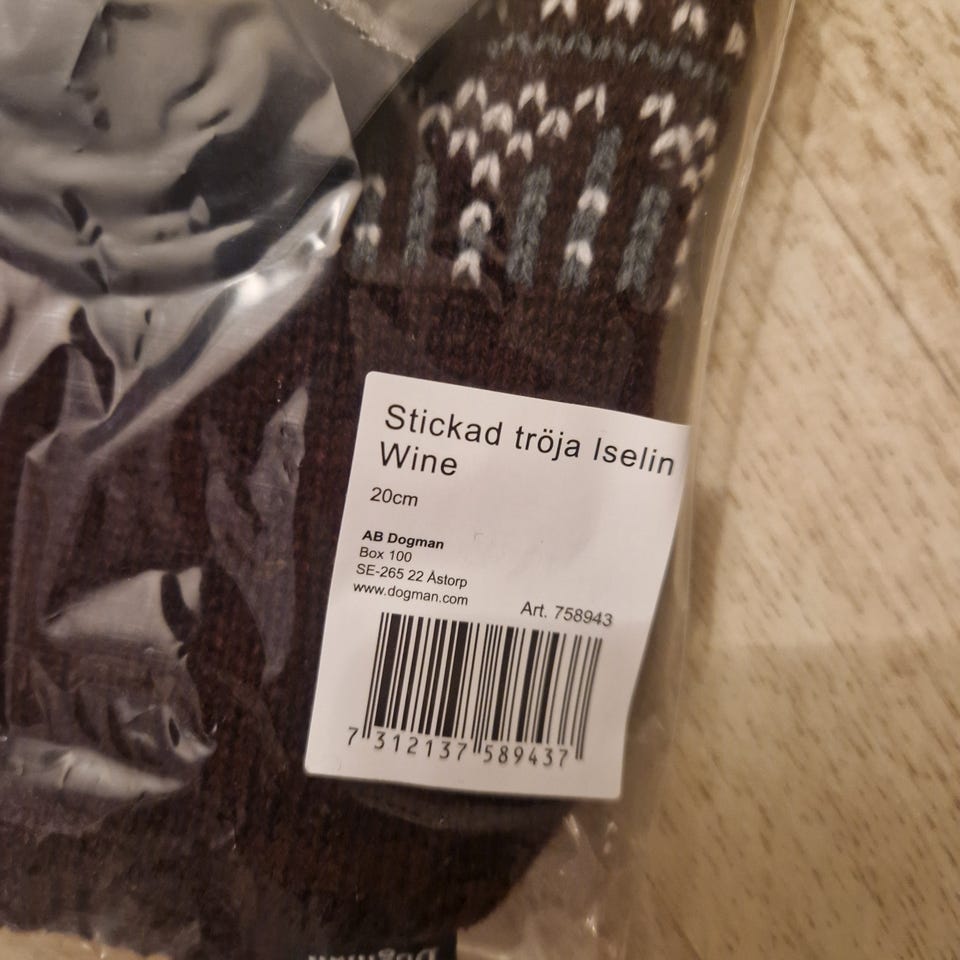 Stickad tröja Iselin
Wine
20cm
AB Dogman
Box 100
SE-265 22 Åstorp
www.dogman.com
Art. 758943
7 312137 589437
Dogman